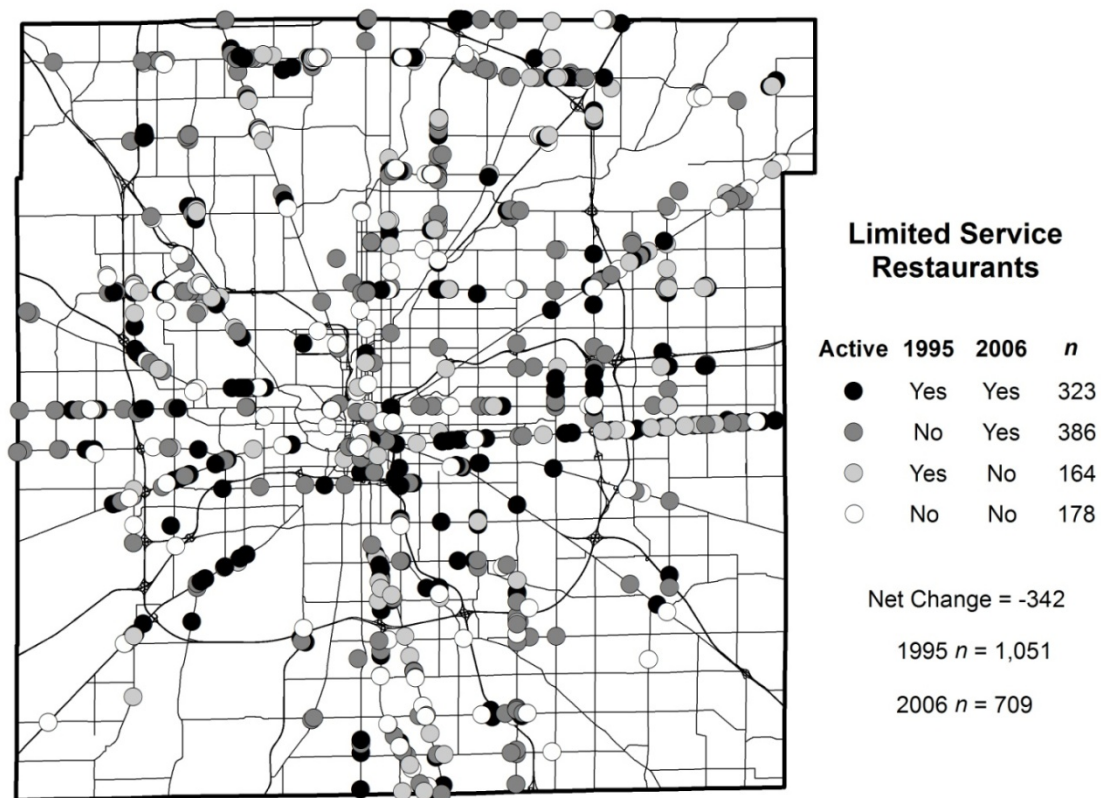 Limited Service
Restaurants
Active 1995 2006 n
Yes Yes 323
No Yes 386
Yes No 164
No No 178
Net Change = -342
1995 n = 1,051
2006 n = 709